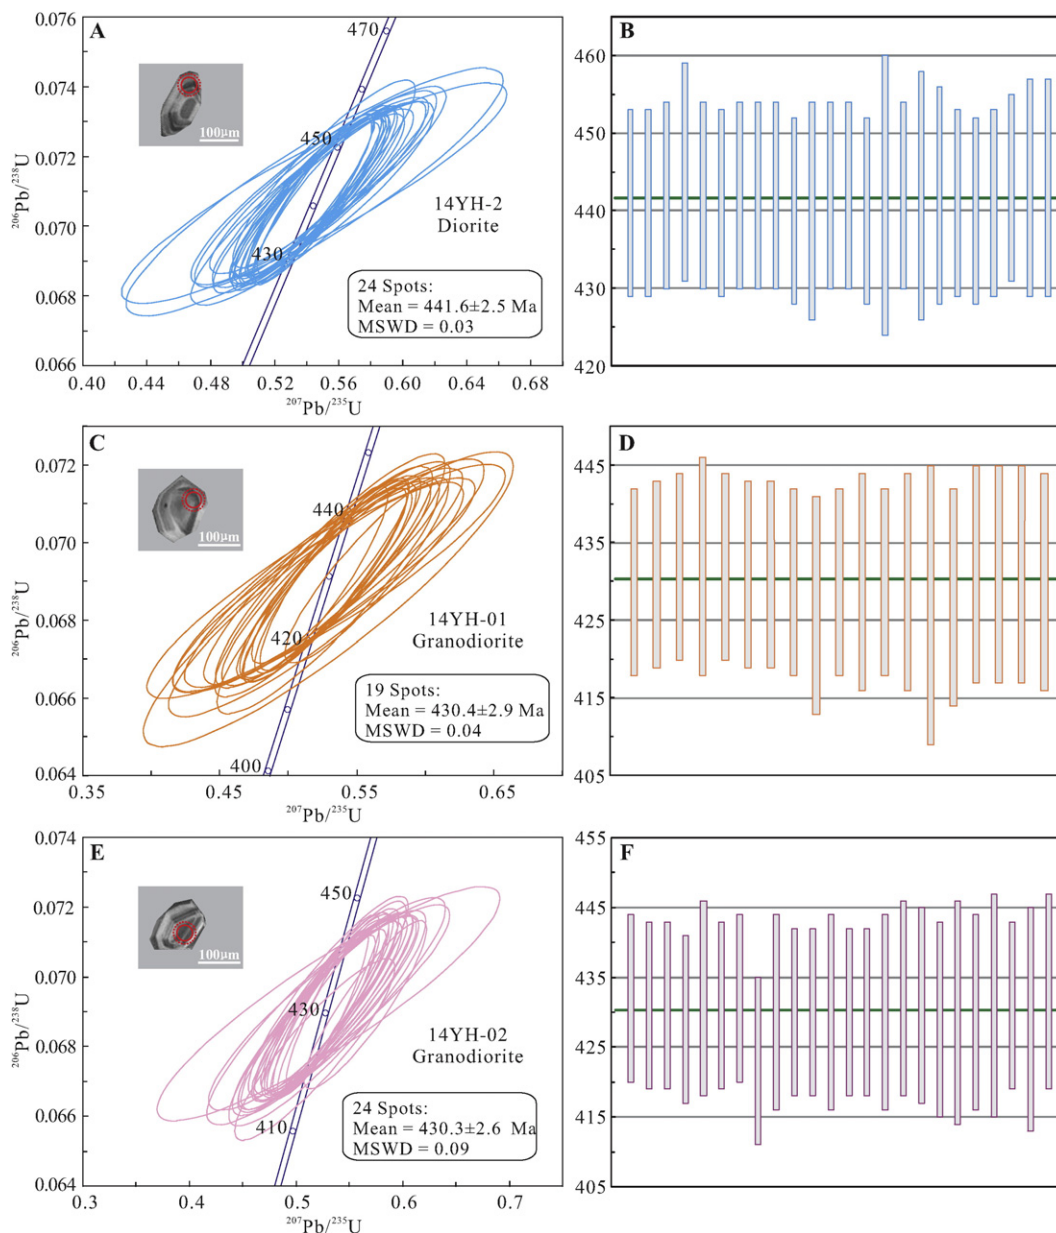 A
0.076
0.074
0.072
0.070
0.068
0.066
0.40
0.44
0.48
0.52
0.56
0.60
0.64
0.68
206Pb/238U
207Pb/235U
100μm
470
450
430
14YH-2
Diorite
24 Spots:
Mean = 441.6±2.5 Ma
MSWD = 0.03
B
460
450
440
430
420
C
0.072
0.070
0.068
0.066
0.064
0.35
0.45
0.55
0.65
206Pb/238U
207Pb/235U
100μm
440
420
400
14YH-01
Granodiorite
19 Spots:
Mean = 430.4±2.9 Ma
MSWD = 0.04
D
445
435
425
415
405
E
0.074
0.072
0.070
0.068
0.066
0.064
0.3
0.5
0.6
0.7
206Pb/238U
207Pb/235U
100μm
450
430
410
14YH-02
Granodiorite
24 Spots:
Mean = 430.3±2.6 Ma
MSWD = 0.09
F
455
445
435
425
415
405